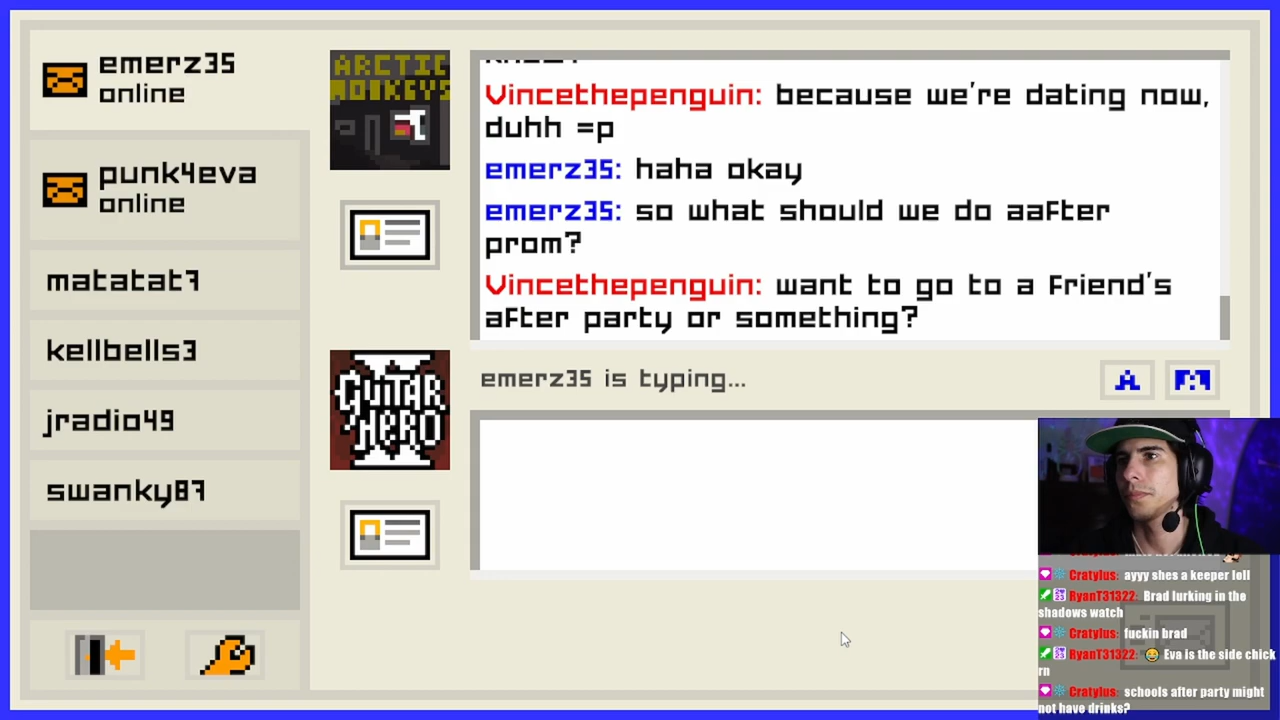 emerz35
online
punk4eva
online
matatat7
kellbells3
jradio49
swanky87
ARCTIC
MONKEYS
GUITAR
HERO
Vincethepenguin: because we're dating now,
duhh =p
emerz35: haha okay
emerz35: so what should we do aafter
prom?
Vincethepenguin: want to go to a friend's
after party or something?
emerz35 is typing...
A
Cratylus: ayyy shes a keeper loll
RyanT31322: Brad lurking in the
shadows watch
Cratylus: fuckin brad
RyanT31322: 😂 Eva is the side chick
rn
Cratylus: schools after party might
not have drinks?